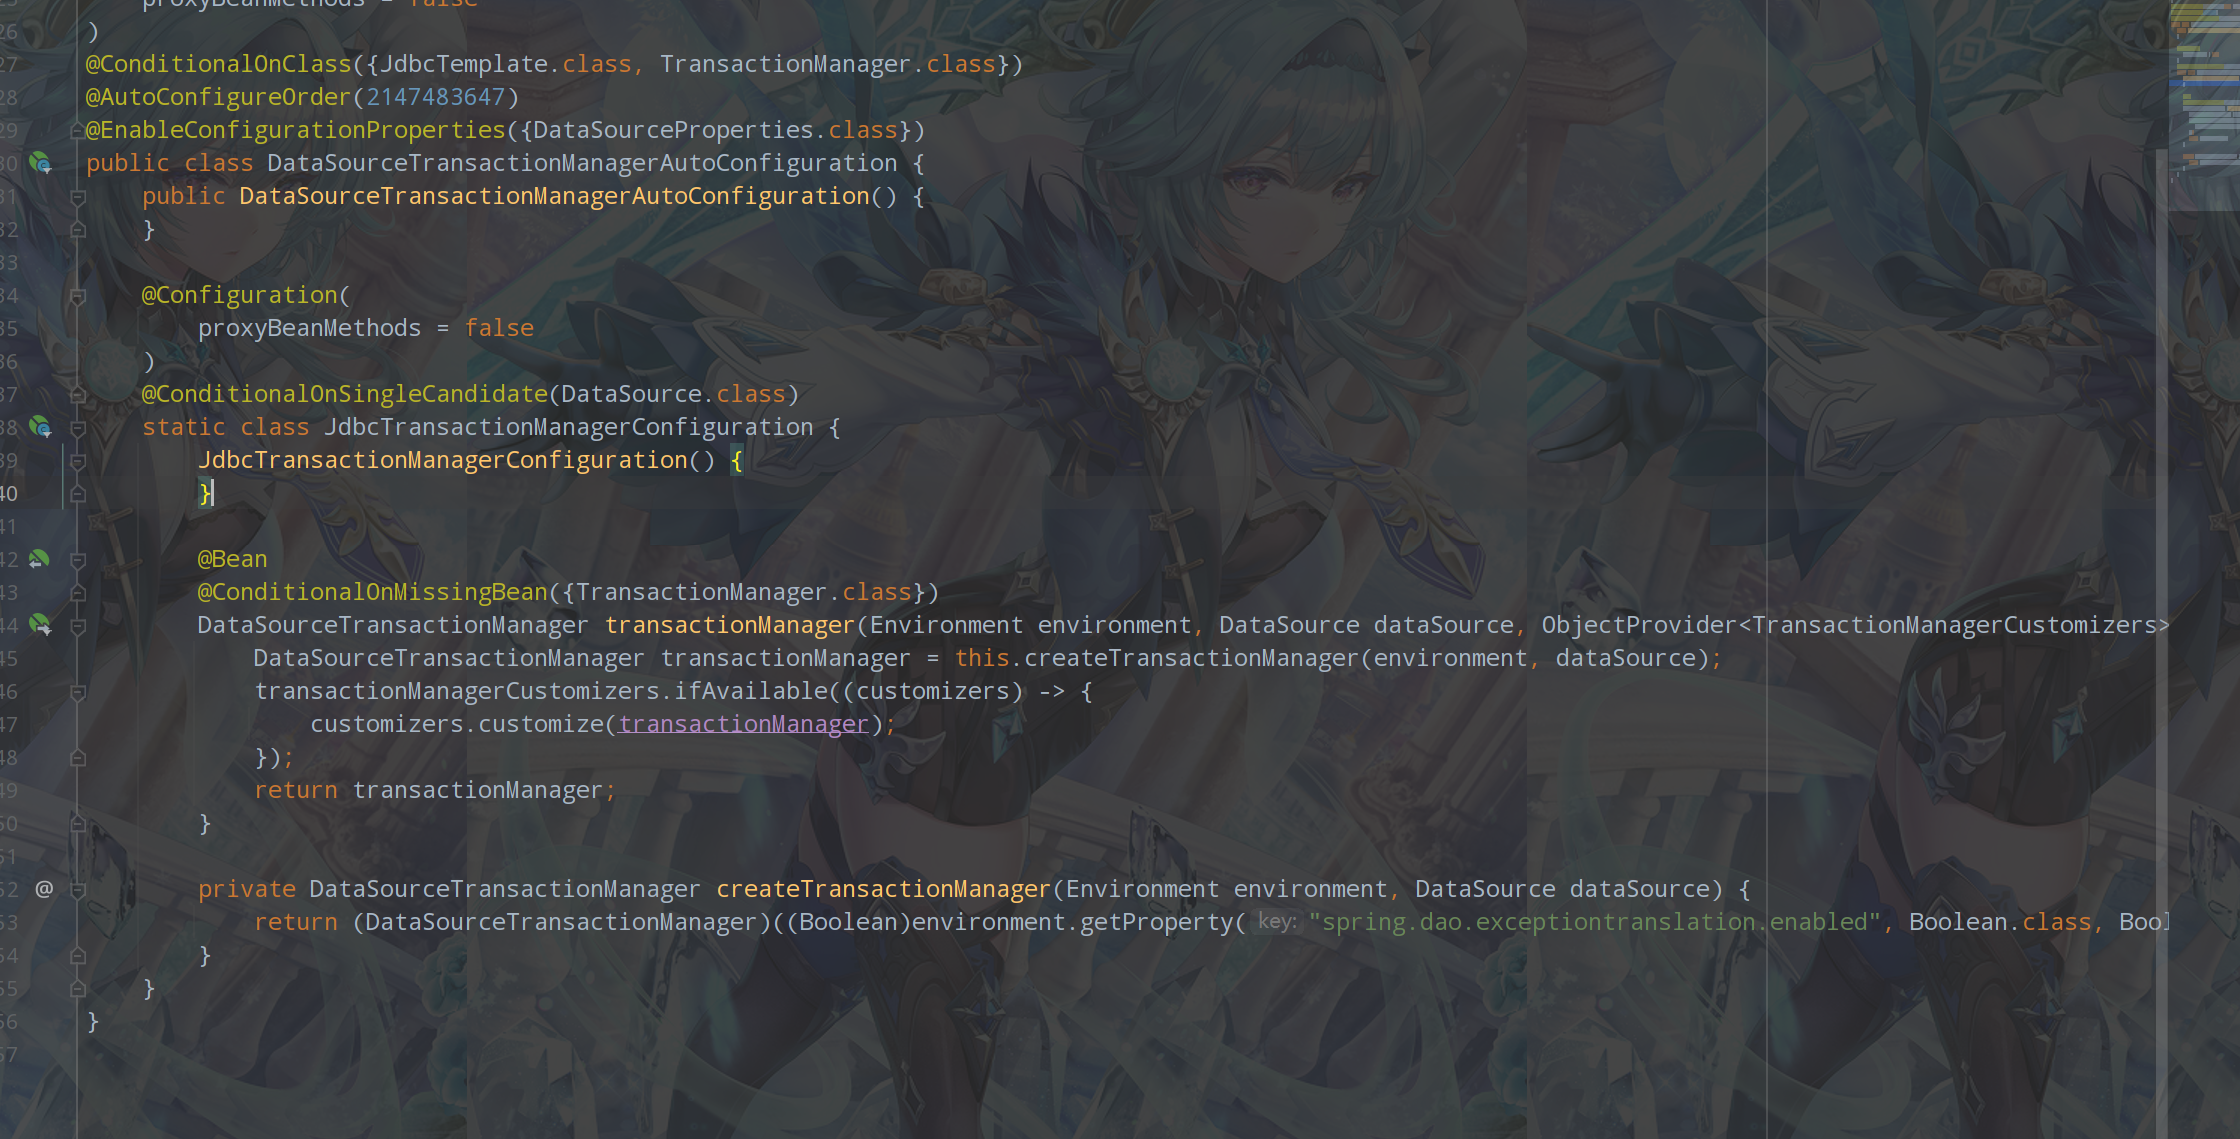 proxyBeanMethods = false
26 )
27 @ConditionalOnClass({JdbcTemplate.class, TransactionManager.class})
28 @AutoConfigureOrder(2147483647)
29 @EnableConfigurationProperties({DataSourceProperties.class})
30 public class DataSourceTransactionManagerAutoConfiguration {
31 public DataSourceTransactionManagerAutoConfiguration() {
32 }
33
34 @Configuration(
35 proxyBeanMethods = false
36 )
37 @ConditionalOnSingleCandidate(DataSource.class)
38 static class JdbcTransactionManagerConfiguration {
39 JdbcTransactionManagerConfiguration() {
40 }
41
42 @Bean
43 @ConditionalOnMissingBean({TransactionManager.class})
44 DataSourceTransactionManager transactionManager(Environment environment, DataSource dataSource, ObjectProvider<TransactionManagerCustomizers>
45 DataSourceTransactionManager transactionManager = this.createTransactionManager(environment, dataSource);
46 transactionManagerCustomizers.ifAvailable((customizers) -> {
47 customizers.customize(transactionManager);
48 });
49 return transactionManager;
50 }
51
52 @ private DataSourceTransactionManager createTransactionManager(Environment environment, DataSource dataSource) {
53 return (DataSourceTransactionManager)((Boolean)environment.getProperty( key: "spring.dao.exceptiontranslation.enabled", Boolean.class, Bool
54 }
55 }
56 }
57